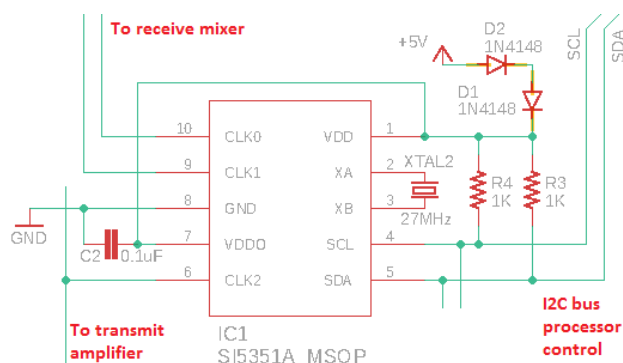 To receive mixer
D2
1N4148
+5V
SCL
SDA
D1
1N4148
10
CLK0
VDD
1
9
CLK1
XA
2
XTAL2
8
GND
XB
3
27MHz
R4
1K
R3
1K
GND
C2
0.1uF
7
VDDO
SCL
4
6
CLK2
SDA
5
To transmit
amplifier
IC1
SI5351A_MSOP
I2C bus
processor
control